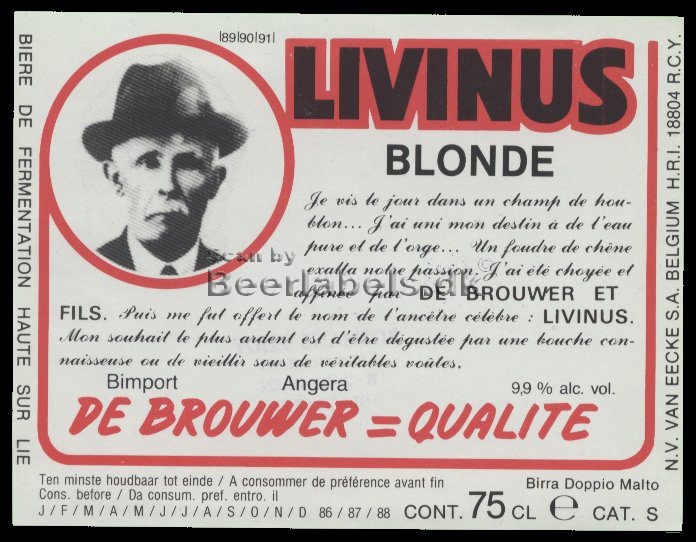 |89|90|91|
LIVINUS
BLONDE
Je vis le jour dans un champ de hou-
blon... J'ai uni mon destin à de l'eau
pure et de l'orge... Un foudre de chêne
exalta notre passion. J'ai été choyée et
affinée par DE BROUWER ET
FILS. Puis me fut offert le nom de l'ancêtre célèbre : LIVINUS.
Mon souhait le plus ardent est d'être dégustée par une bouche con-
naisseuse ou de vieillir sous de véritables voûtes.
Bimport Angera 9,9 % alc. vol.
DE BROUWER = QUALITE
Ten minste houdbaar tot einde / A consommer de préférence avant fin
Cons. before / Da consum. pref. entro. il
Birra Doppio Malto
J/F/M/A/M/J/J/A/S/O/N/D 86/87/88 CONT. 75 CL e CAT. S
BIERE DE FERMENTATION HAUTE SUR LIE
N.V. VAN EECKE S.A. BELGIUM H.R.I. 18804 R.C.Y.
Scan by
Beerlabels.dk